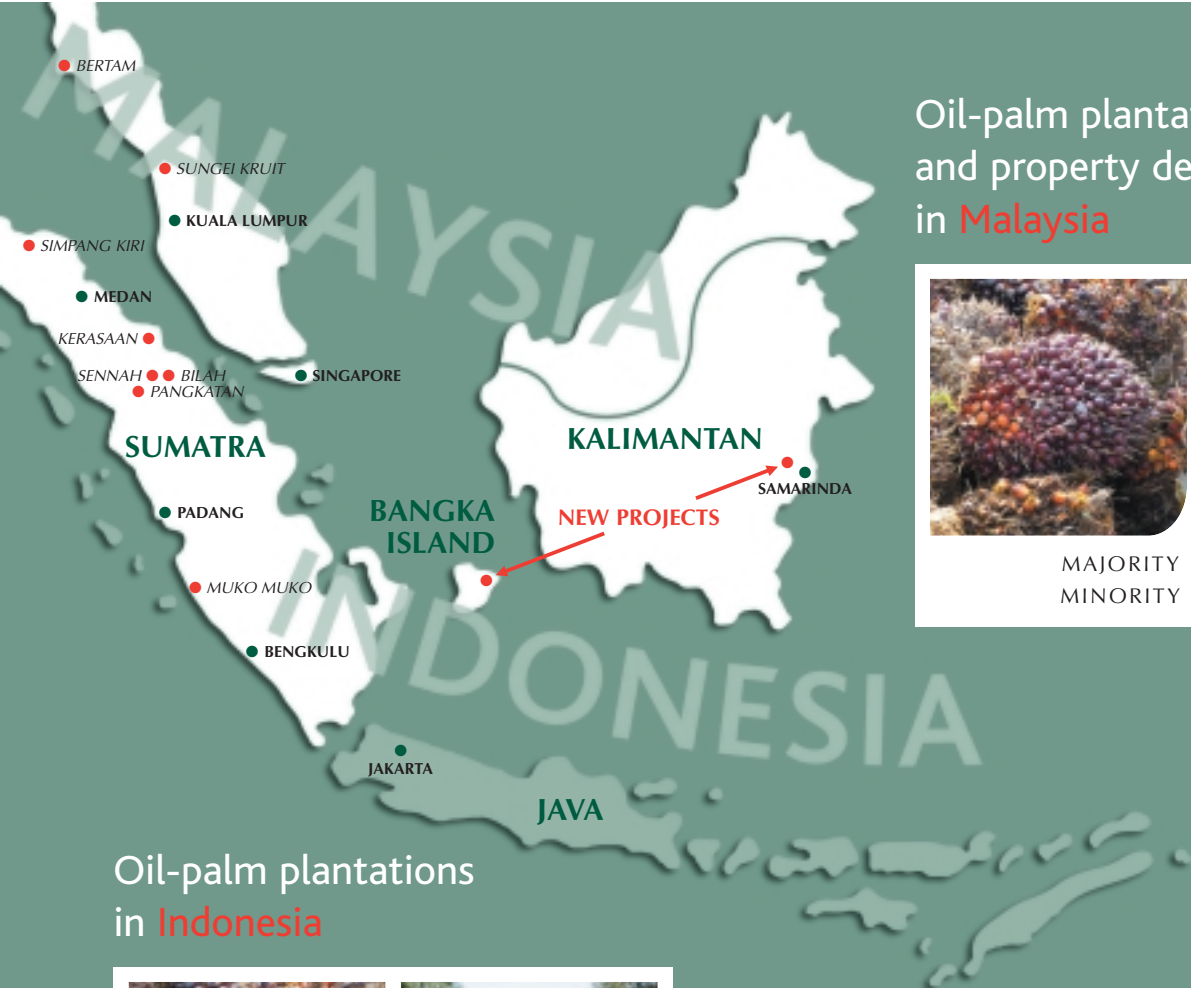 MALAYSIA
BERTAM
SUNGEI KRUIT
KUALA LUMPUR
SIMPANG KIRI
MEDAN
KERASAAN
SENNAH
BILAH
PANGKATAN
SINGAPORE
SUMATRA
PADANG
KALIMANTAN
SAMARINDA
BANGKA
ISLAND
NEW PROJECTS
MUKO MUKO
BENGKULU
INDONESIA
JAKARTA
JAVA
Oil-palm planta
and property de
in Malaysia
MAJORITY
MINORITY
Oil-palm plantations
in Indonesia